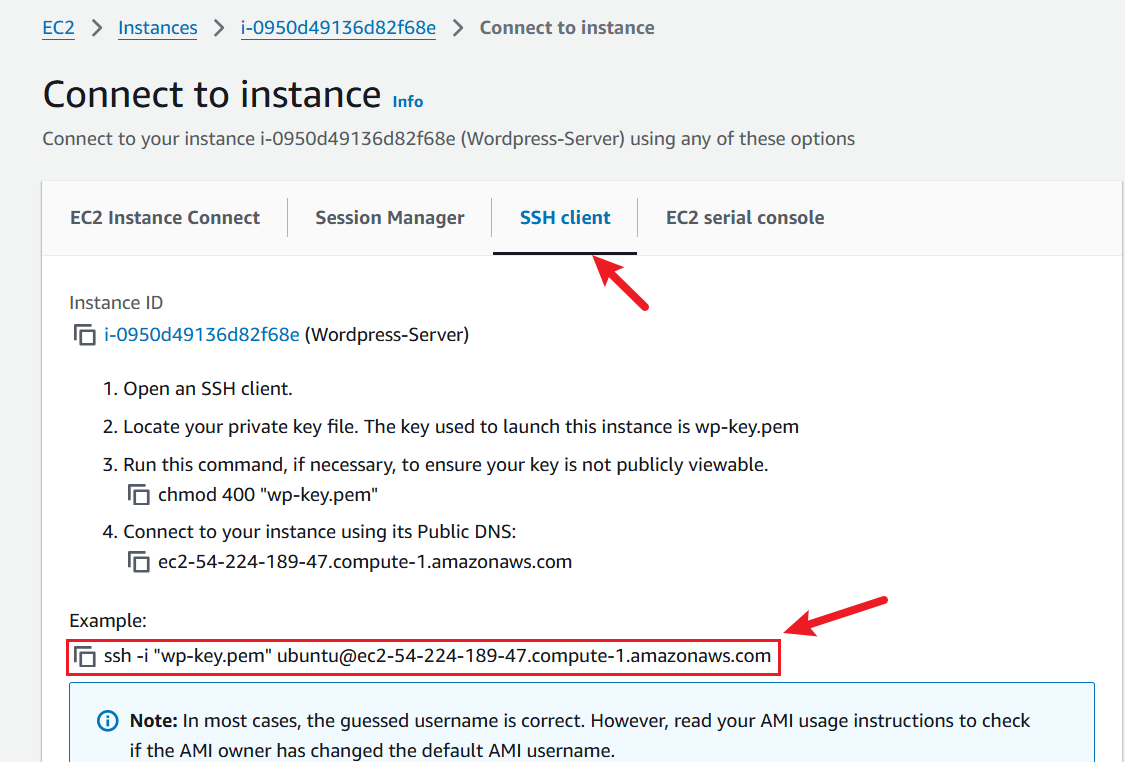 EC2 > Instances > i-0950d49136d82f68e > Connect to instance
Connect to instance Info
Connect to your instance i-0950d49136d82f68e (Wordpress-Server) using any of these options
EC2 Instance Connect
Session Manager
SSH client
EC2 serial console
Instance ID
i-0950d49136d82f68e (Wordpress-Server)
1. Open an SSH client.
2. Locate your private key file. The key used to launch this instance is wp-key.pem
3. Run this command, if necessary, to ensure your key is not publicly viewable.
chmod 400 "wp-key.pem"
4. Connect to your instance using its Public DNS:
ec2-54-224-189-47.compute-1.amazonaws.com
Example:
ssh -i "wp-key.pem" ubuntu@ec2-54-224-189-47.compute-1.amazonaws.com
Note: In most cases, the guessed username is correct. However, read your AMI usage instructions to check
if the AMI owner has changed the default AMI username.